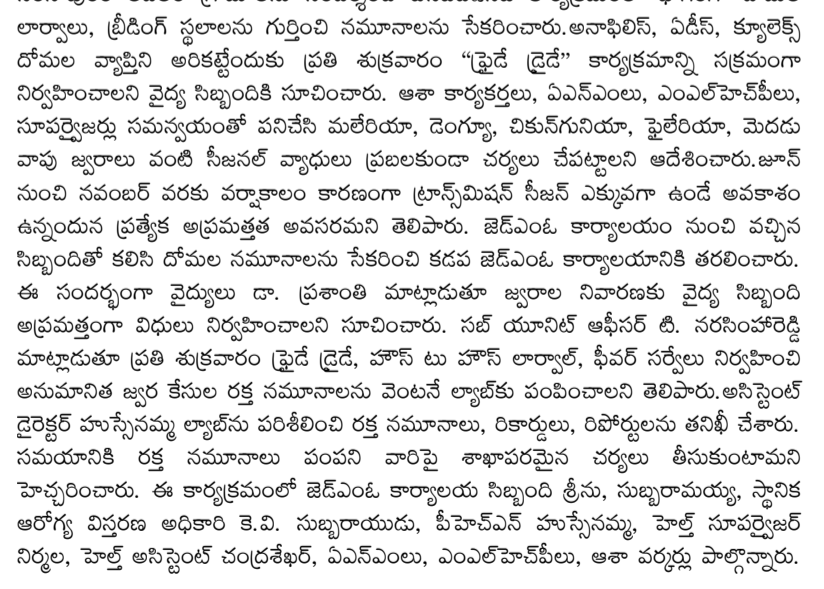 లార్వాలు, బ్రీడింగ్ స్థలాలను గుర్తించి నమూనాలను సేకరించారు.అనాఫిలిస్, ఏడీస్, క్యూలెక్స్
దోమల వ్యాప్తిని అరికట్టేందుకు ప్రతి శుక్రవారం “ఫ్రైడే డ్రైడే” కార్యక్రమాన్ని సక్రమంగా
నిర్వహించాలని వైద్య సిబ్బందికి సూచించారు. ఆశా కార్యకర్తలు, ఏఎన్ఎంలు, ఎంఎల్‌హెచ్‌పీలు,
సూపర్వైజర్లు సమన్వయంతో పనిచేసి మలేరియా, డెంగ్యూ, చికున్‌గునియా, ఫైలేరియా, మెదడు
వాపు జ్వరాలు వంటి సీజనల్ వ్యాధులు ప్రబలకుండా చర్యలు చేపట్టాలని ఆదేశించారు.జూన్
నుంచి నవంబర్ వరకు వర్షాకాలం కారణంగా ట్రాన్స్‌మిషన్ సీజన్ ఎక్కువగా ఉండే అవకాశం
ఉన్నందున ప్రత్యేక అప్రమత్తత అవసరమని తెలిపారు. జెడ్ఎంఓ కార్యాలయం నుంచి వచ్చిన
సిబ్బందితో కలిసి దోమల నమూనాలను సేకరించి కడప జెడ్ఎంఓ కార్యాలయానికి తరలించారు.
ఈ సందర్భంగా వైద్యులు డా. ప్రశాంతి మాట్లాడుతూ జ్వరాల నివారణకు వైద్య సిబ్బంది
అప్రమత్తంగా విధులు నిర్వహించాలని సూచించారు. సబ్ యూనిట్ ఆఫీసర్ టి. నరసింహారెడ్డి
మాట్లాడుతూ ప్రతి శుక్రవారం ఫ్రైడే డ్రైడే, హౌస్ టు హౌస్ లార్వాల్, ఫీవర్ సర్వేలు నిర్వహించి
అనుమానిత జ్వర కేసుల రక్త నమూనాలను వెంటనే ల్యాబ్‌కు పంపించాలని తెలిపారు.అసిస్టెంట్
డైరెక్టర్ హుస్సేనమ్మ ల్యాబ్‌ను పరిశీలించి రక్త నమూనాలు, రికార్డులు, రిపోర్టులను తనిఖీ చేశారు.
సమయానికి రక్త నమూనాలు పంపని వారిపై శాఖాపరమైన చర్యలు తీసుకుంటామని
హెచ్చరించారు. ఈ కార్యక్రమంలో జెడ్ఎంఓ కార్యాలయ సిబ్బంది శ్రీను, సుబ్బరామయ్య, స్థానిక
ఆరోగ్య విస్తరణ అధికారి కె.వి. సుబ్బరాయుడు, పీహెచ్ఎన్ హుస్సేనమ్మ, హెల్త్ సూపర్వైజర్
నిర్మల, హెల్త్ అసిస్టెంట్ చంద్రశేఖర్, ఏఎన్ఎంలు, ఎంఎల్‌హెచ్‌పీలు, ఆశా వర్కర్లు పాల్గొన్నారు.